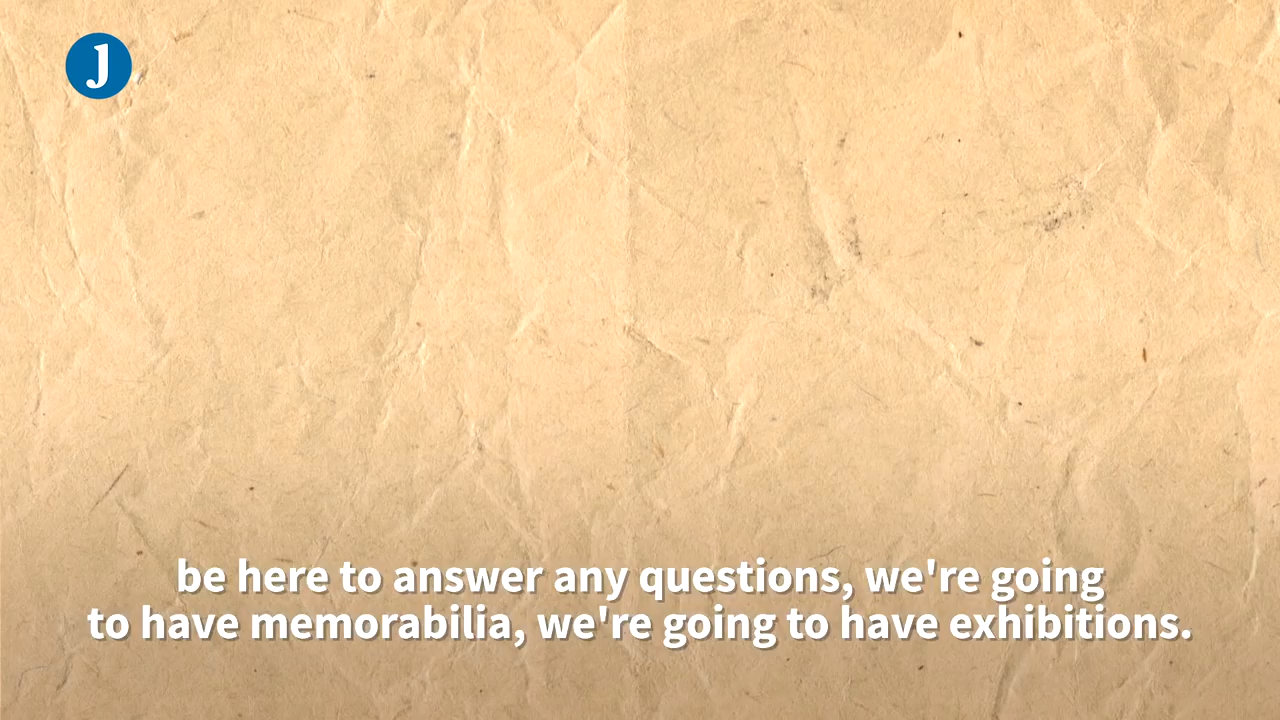 J
be here to answer any questions, we're going
to have memorabilia, we're going to have exhibitions.